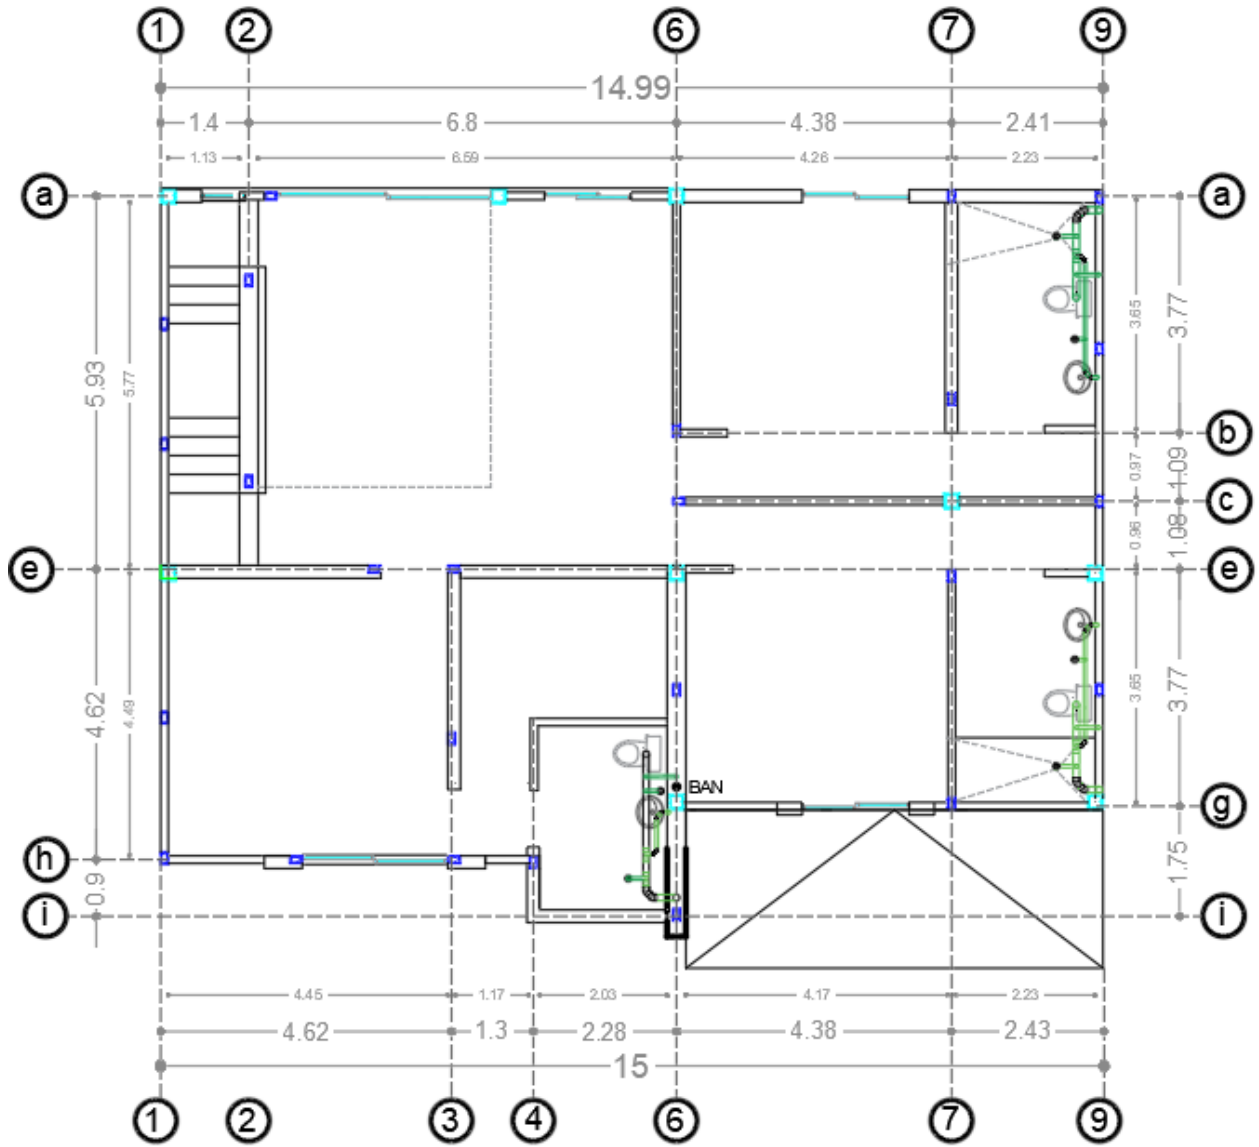 1 2 6 7 9
14.99
1.4 6.8 4.38 2.41
1.13 6.59 4.26 2.23
a a
5.93 5.77 3.65 3.77
b
0.97 1.09
c
0.96 1.08
e e
4.62 4.49 3.65 3.77
BAN
g
h
0.9 1.75
i i
4.45 1.17 2.03 4.17 2.23
4.62 1.3 2.28 4.38 2.43
15
1 2 3 4 6 7 9